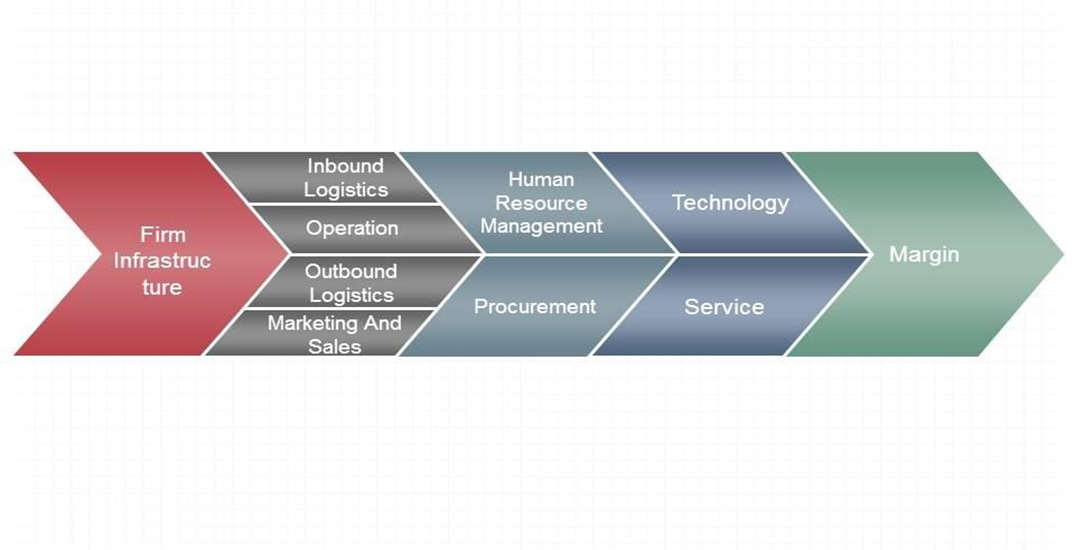 Firm
Infrastruc
ture
Inbound
Logistics
Operation
Outbound
Logistics
Marketing And
Sales
Human
Resource
Management
Procurement
Technology
Service
Margin